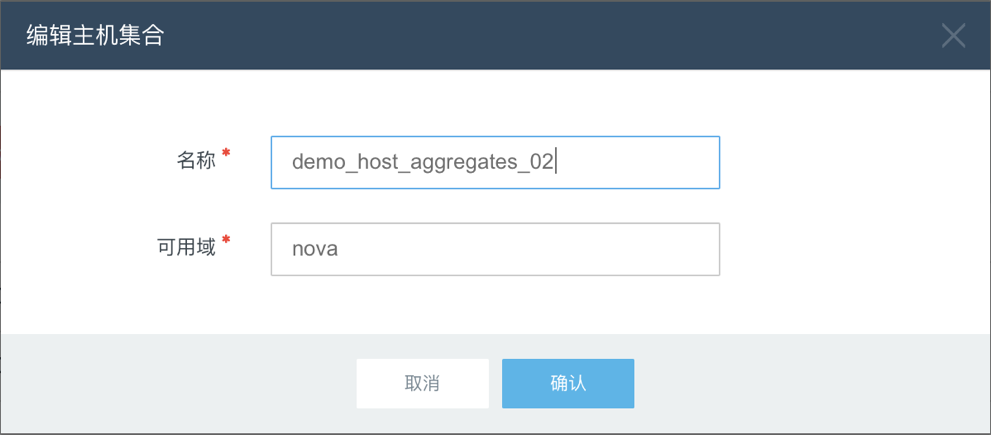 编辑主机集合
名称 *
demo_host_aggregates_02
可用域 *
nova
取消
确认